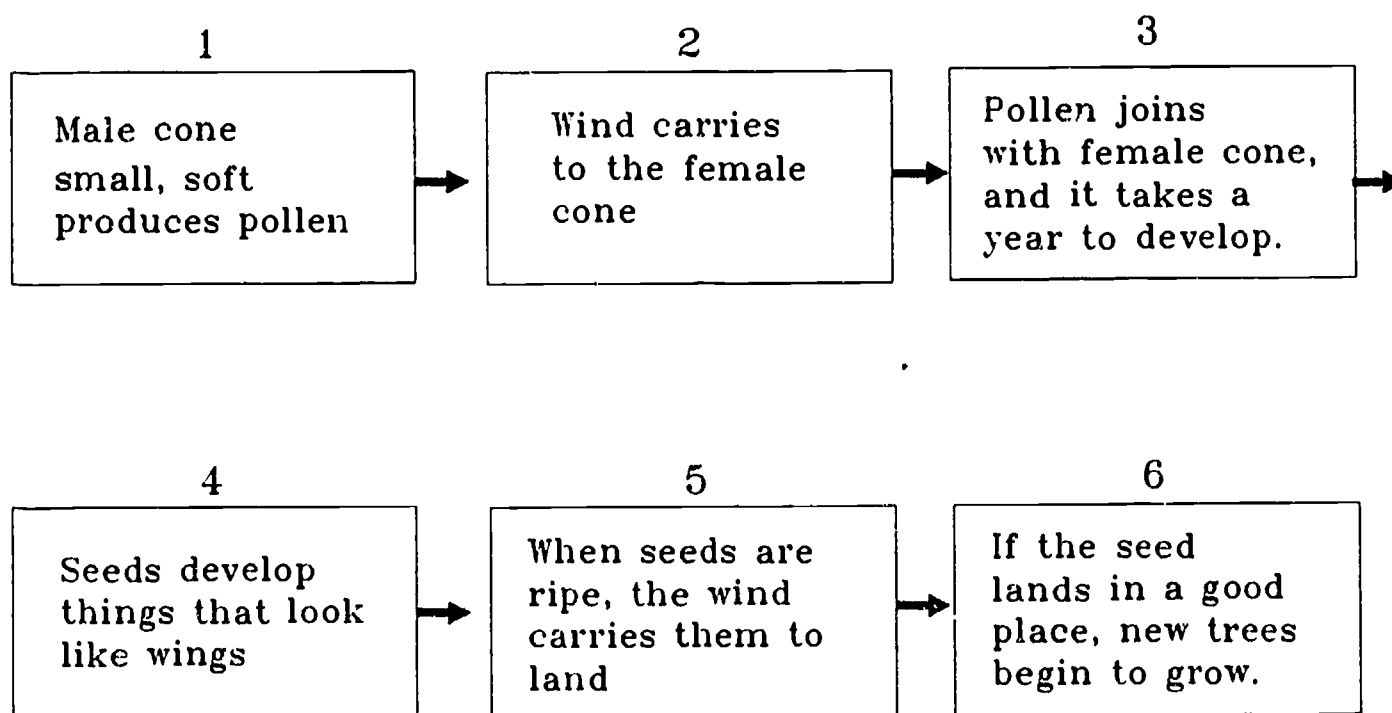 1
Male cone
small, soft
produces pollen
2
Wind carries
to the female
cone
3
Pollen joins
with female cone,
and it takes a
year to develop.
4
Seeds develop
things that look
like wings
5
When seeds are
ripe, the wind
carries them to
land
6
If the seed
lands in a good
place, new trees
begin to grow.